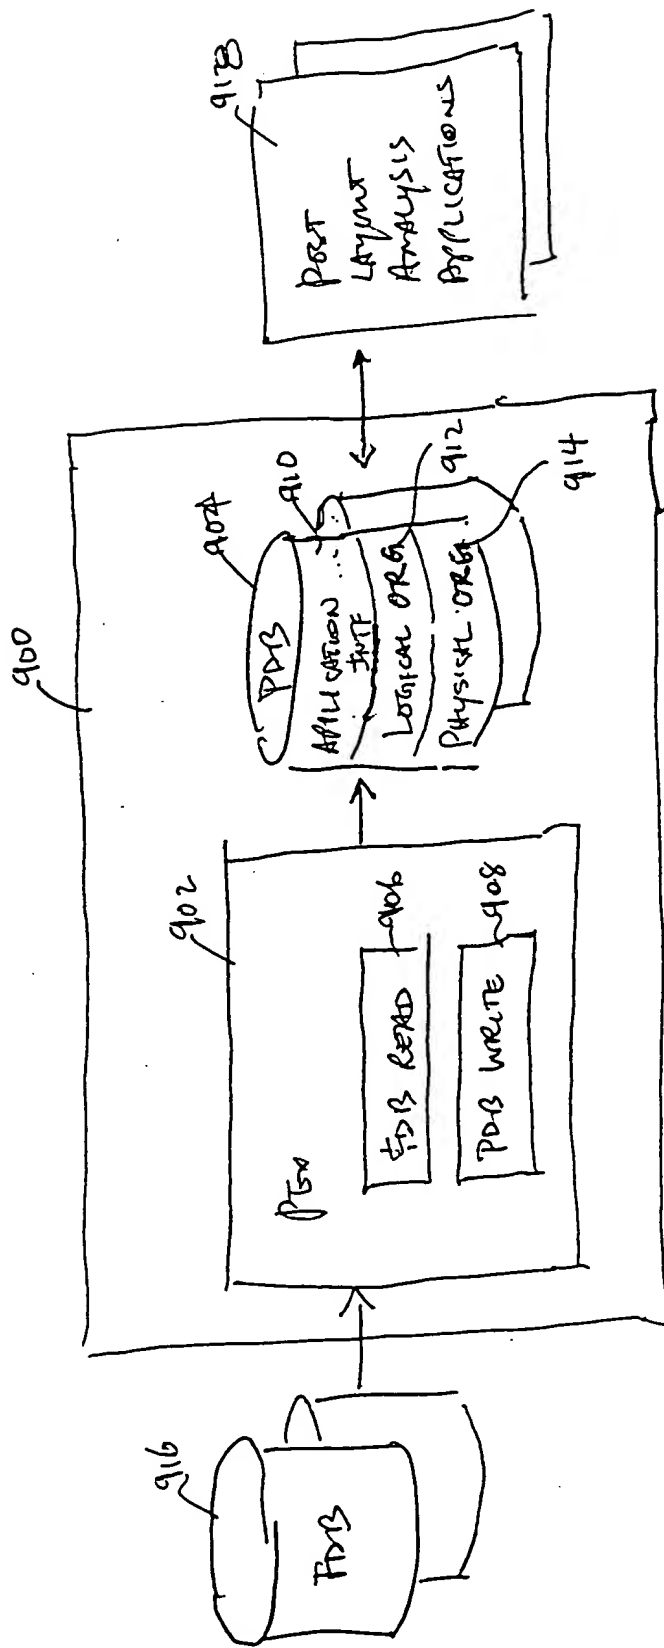 916
FDB
900
902
FDB READ
906
PDB WRITE
908
904
PDB
910
APPLICATION ...
INTF
LOGICAL ORG
912
PHYSICAL ORG
914
918
POST
LAYOUT
ANALYSIS
APPLICATIONS